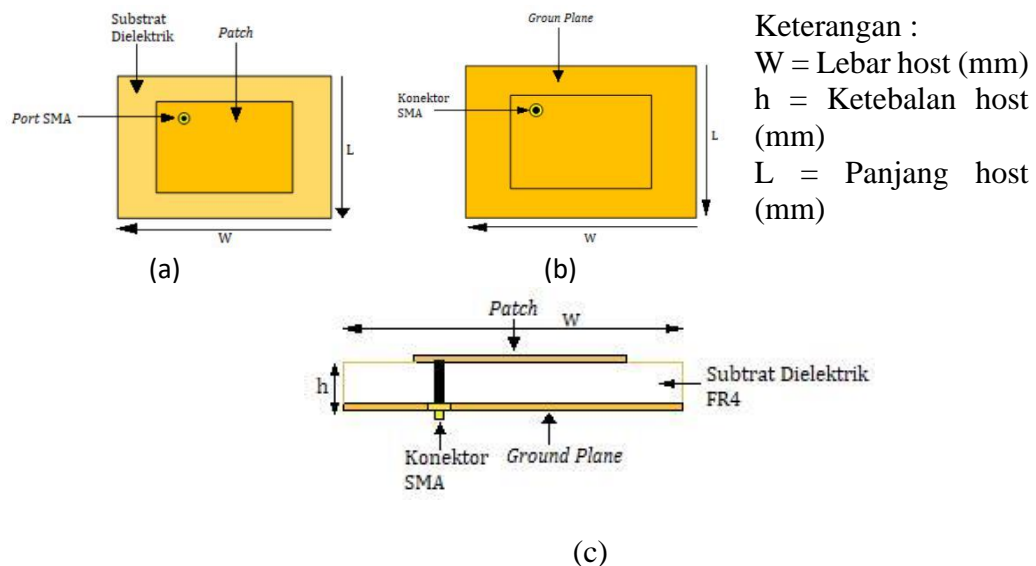 Substrat
Dielektrik
Patch
Port SMA
L
W
(a)
Groun Plane
Konektor
SMA
L
W
(b)
Keterangan :
W = Lebar host (mm)
h = Ketebalan host
(mm)
L = Panjang host
(mm)
Patch
W
h
Subtrat Dielektrik
FR4
Konektor
SMA
Ground Plane
(c)